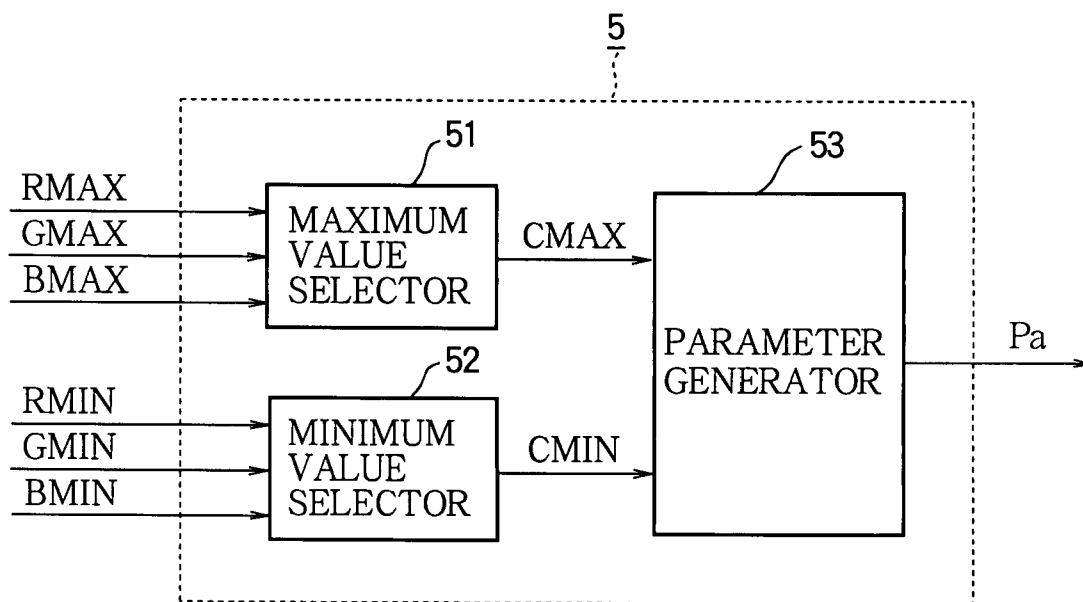 5
51
53
RMAX
GMAX
BMAX
MAXIMUM
VALUE
SELECTOR
CMAX
PARAMETER
GENERATOR
Pa
52
RMIN
GMIN
BMIN
MINIMUM
VALUE
SELECTOR
CMIN